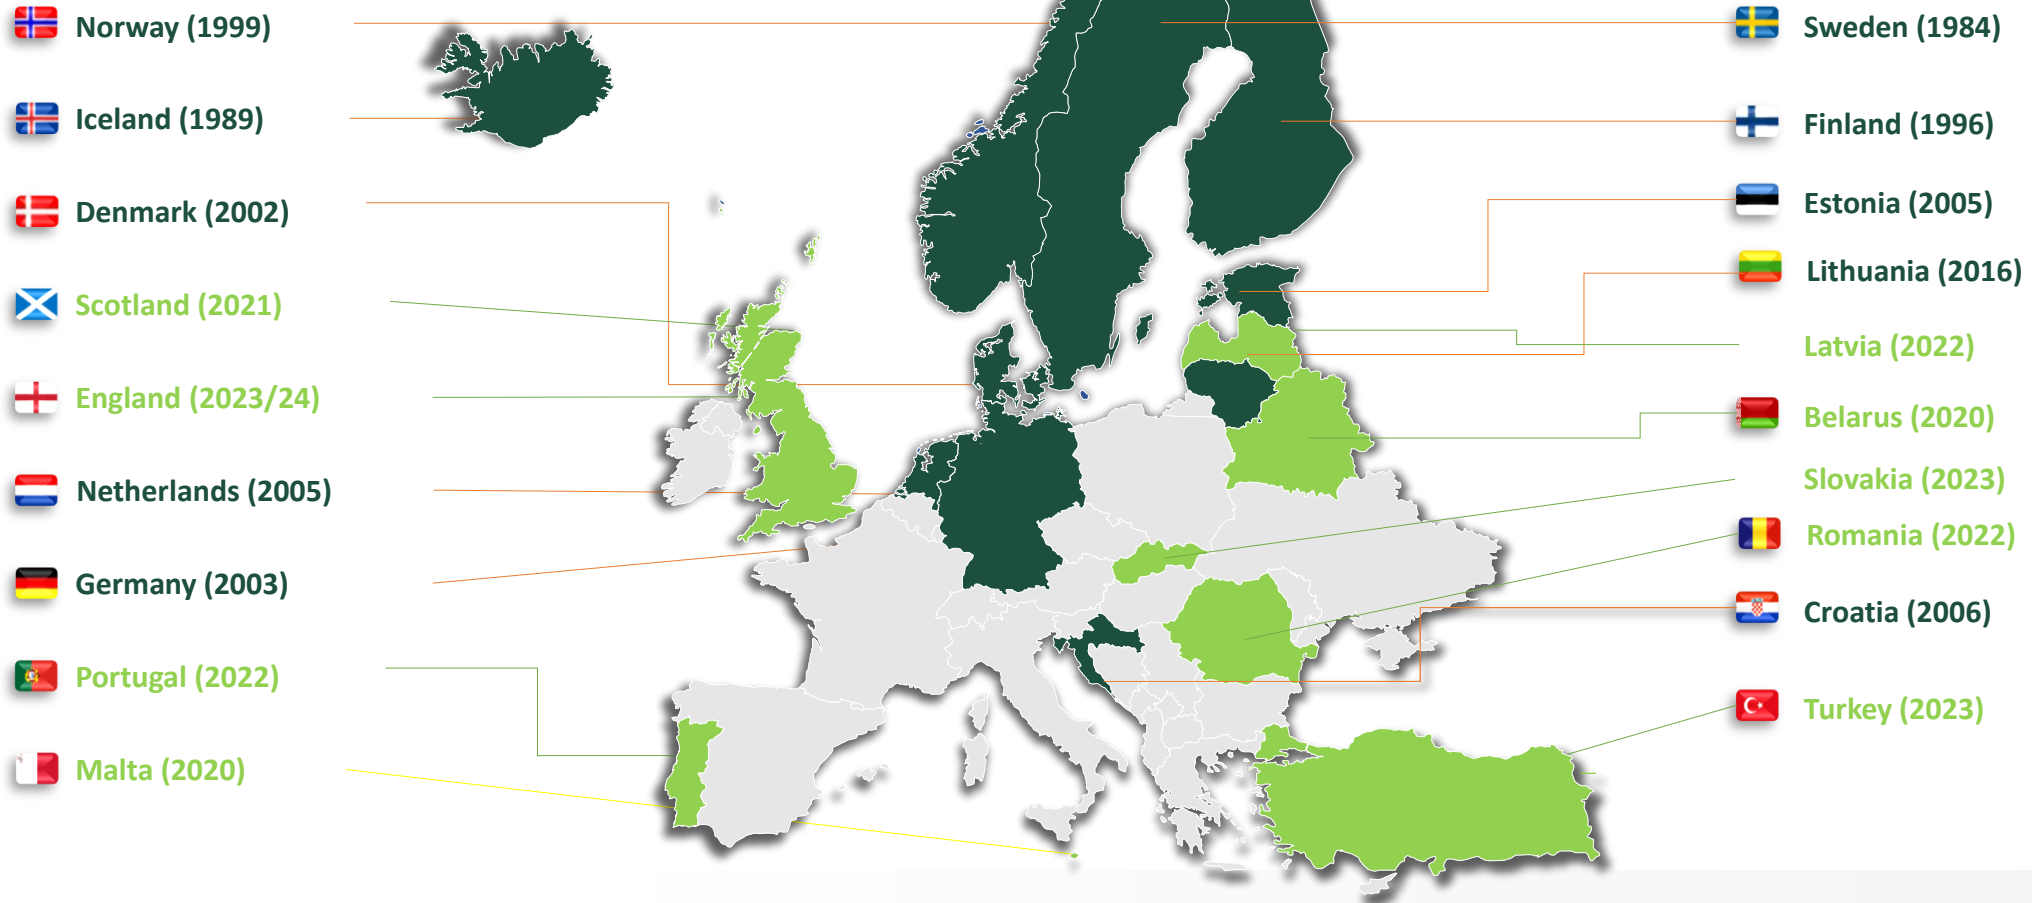 Norway (1999)
Iceland (1989)
Denmark (2002)
Scotland (2021)
England (2023/24)
Netherlands (2005)
Germany (2003)
Portugal (2022)
Malta (2020)
Sweden (1984)
Finland (1996)
Estonia (2005)
Lithuania (2016)
Latvia (2022)
Belarus (2020)
Slovakia (2023)
Romania (2022)
Croatia (2006)
Turkey (2023)